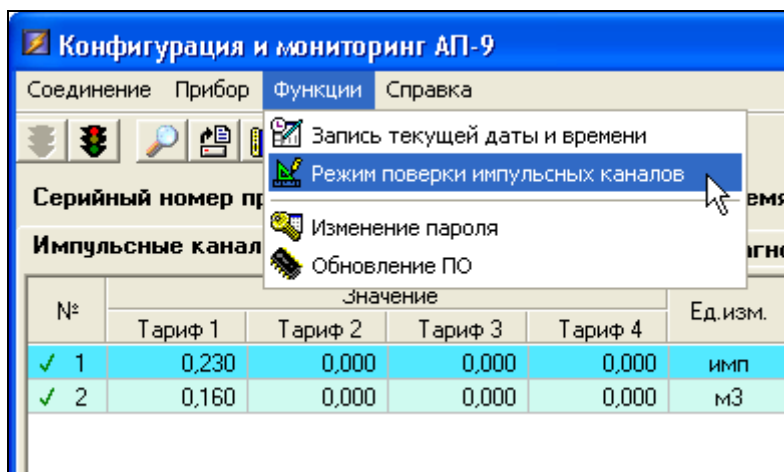 Конфигурация и мониторинг АП-9
Соединение Прибор Функции Справка
Запись текущей даты и времени
Режим поверки импульсных каналов
Серийный номер
Изменение пароля
Импульсные
Обновление ПО
№ Значение Ед.изм.
Тариф 1 Тариф 2 Тариф 3 Тариф 4
1 0,230 0,000 0,000 0,000 имп
2 0,160 0,000 0,000 0,000 м3